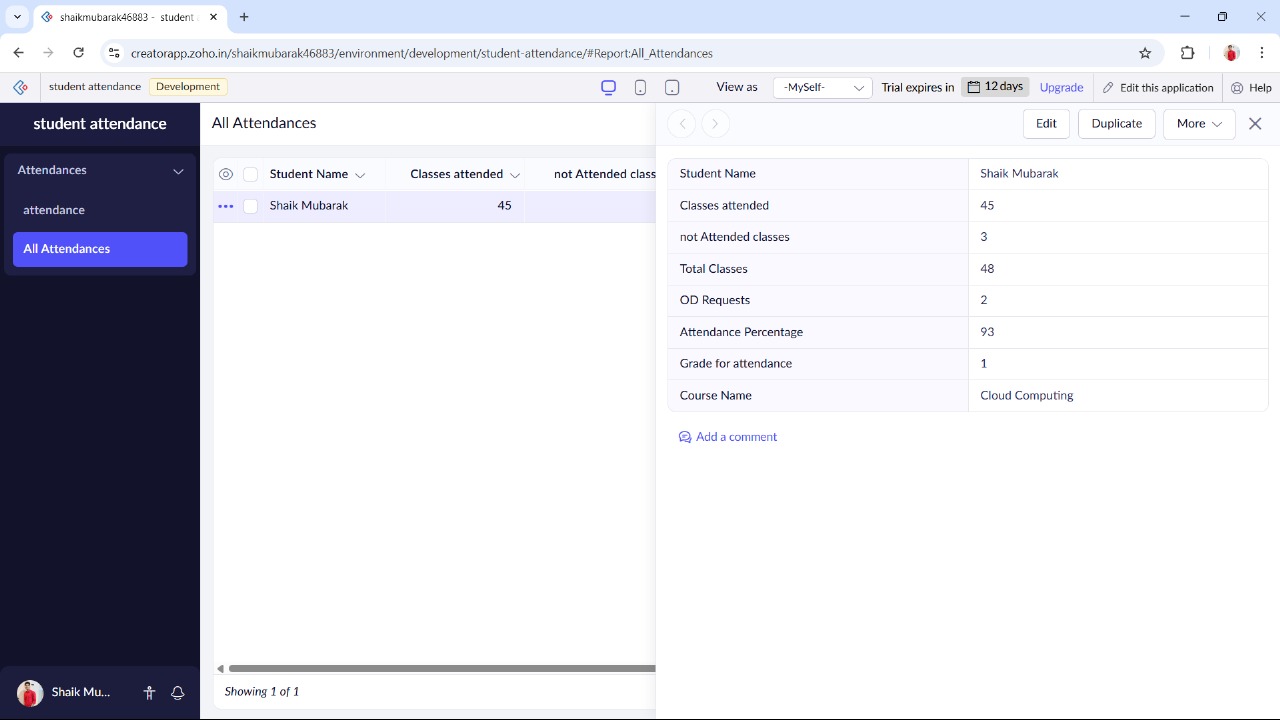 shaikmubarak46883 - student
creatorapp.zoho.in/shaikmubarak46883/environment/development/student-attendance/#Report:All_Attendances
student attendance Development View as -MySelf- Trial expires in 12 days Upgrade Edit this application Help
student attendance
Attendances
attendance
All Attendances
Shaik Mu...
All Attendances
Student Name Classes attended not Attended class
Shaik Mubarak 45
Showing 1 of 1
Edit Duplicate More
Student Name Shaik Mubarak
Classes attended 45
not Attended classes 3
Total Classes 48
OD Requests 2
Attendance Percentage 93
Grade for attendance 1
Course Name Cloud Computing
Add a comment